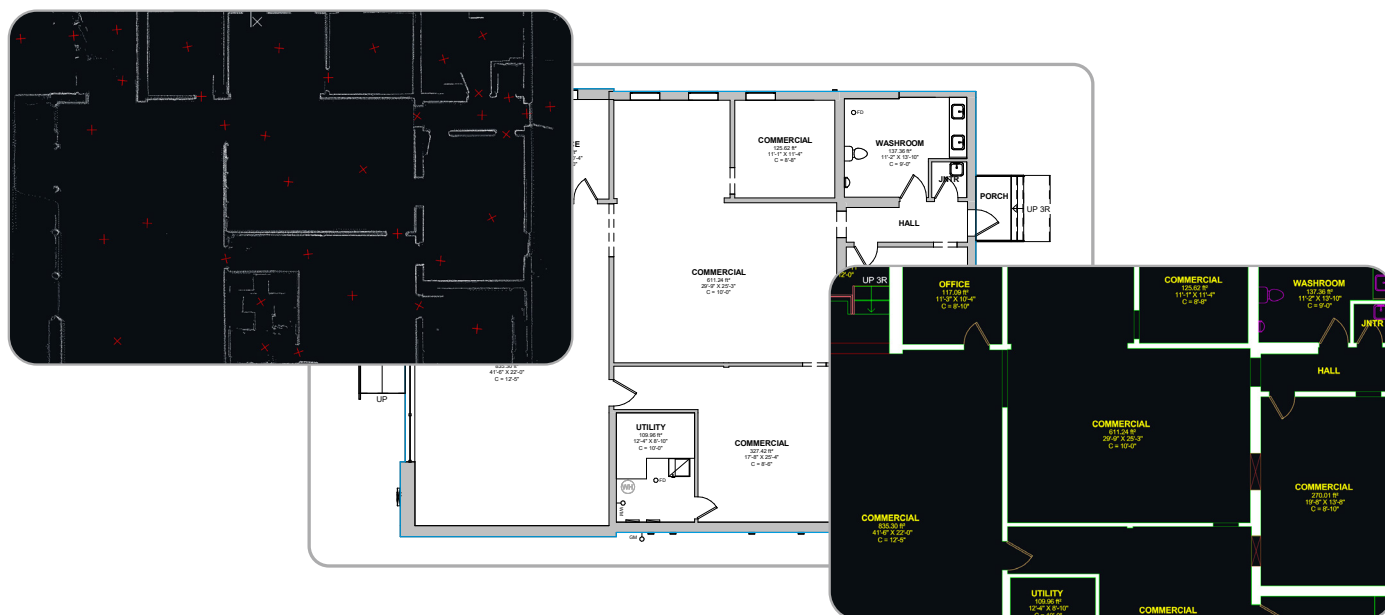 E
FD
COMMERCIAL
125.62 ft²
11'-1" X 11'-4"
C = 8'-8"
WASHROOM
137.36 ft²
11'-2" X 13'-10"
C = 9'-0"
JNTR
PORCH
UP 3R
HALL
COMMERCIAL
611.24 ft²
29'-9" X 25'-3"
C = 10'-0"
41'-6" X 22'-0"
C = 12'-5"
UP
UTILITY
109.96 ft²
12'-4" X 8'-10"
C = 10'-0"
FD
WH
GM
COMMERCIAL
327.42 ft²
17'-8" X 25'-4"
C = 8'-6"
UP 3R
OFFICE
117.09 ft²
11'-3" X 10'-4"
C = 8'-10"
COMMERCIAL
125.62 ft²
11'-1" X 11'-4"
C = 8'-8"
WASHROOM
137.36 ft²
11'-2" X 13'-10"
C = 9'-0"
JNTR
HALL
COMMERCIAL
611.24 ft²
29'-9" X 25'-3"
C = 10'-0"
COMMERCIAL
270.01 ft²
19'-8" X 13'-8"
C = 8'-10"
COMMERCIAL
835.30 ft²
41'-6" X 22'-0"
C = 12'-5"
UTILITY
109.96 ft²
12'-4" X 8'-10"
COMMERCIAL